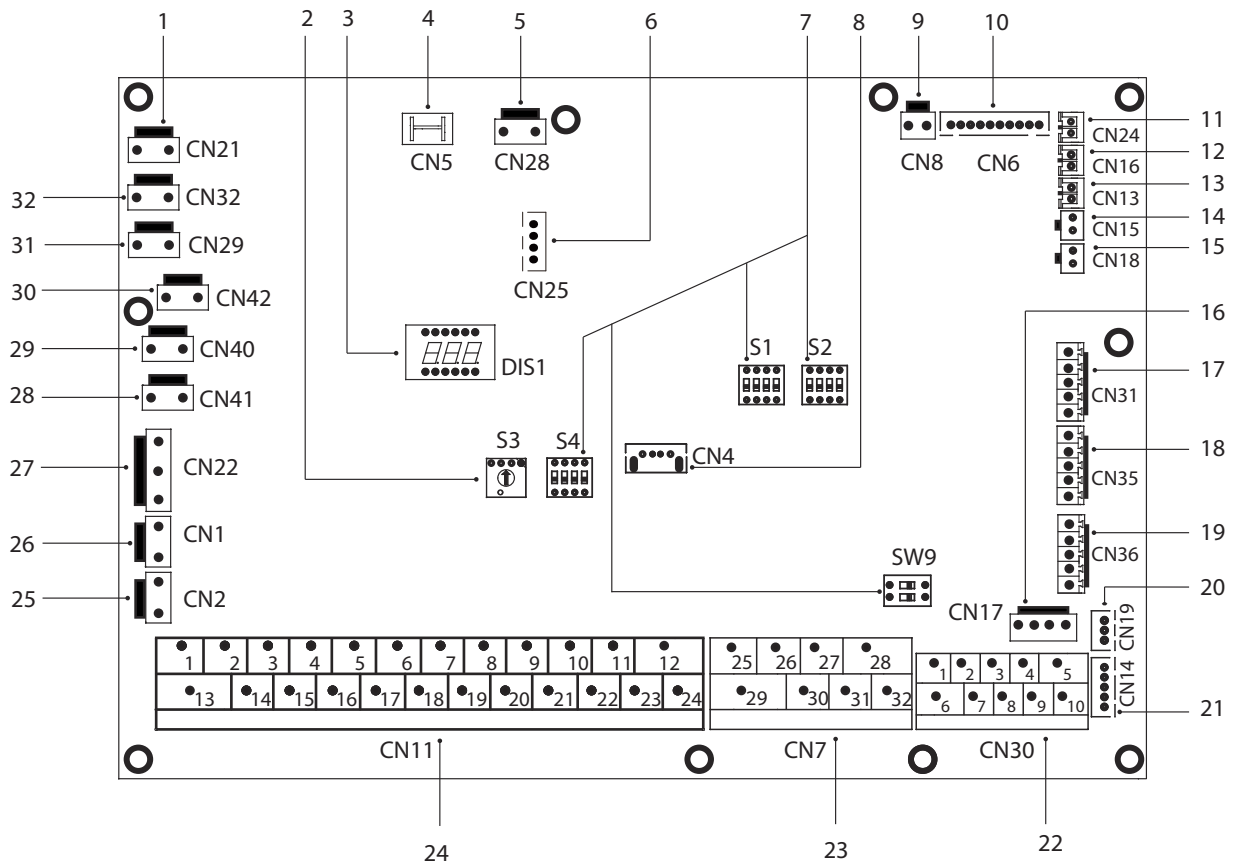 1 2 3 4 5 6 7 8 9 10
CN21
CN5
CN28
CN8
CN6
CN24
11
CN16
12
32
CN32
CN13
13
CN15
14
31
CN29
CN18
15
CN25
30
CN42
16
29
CN40
DIS1
S1
S2
17
CN31
28
CN41
27
CN22
S3
S4
CN4
18
CN35
26
CN1
19
CN36
SW9
20
25
CN2
CN17
CN19
1 2 3 4 5 6 7 8 9 10 11 12
25 26 27 28
1 2 3 4 5
CN14
13 14 15 16 17 18 19 20 21 22 23 24
29 30 31 32
6 7 8 9 10
21
CN11
CN7
CN30
24
23
22